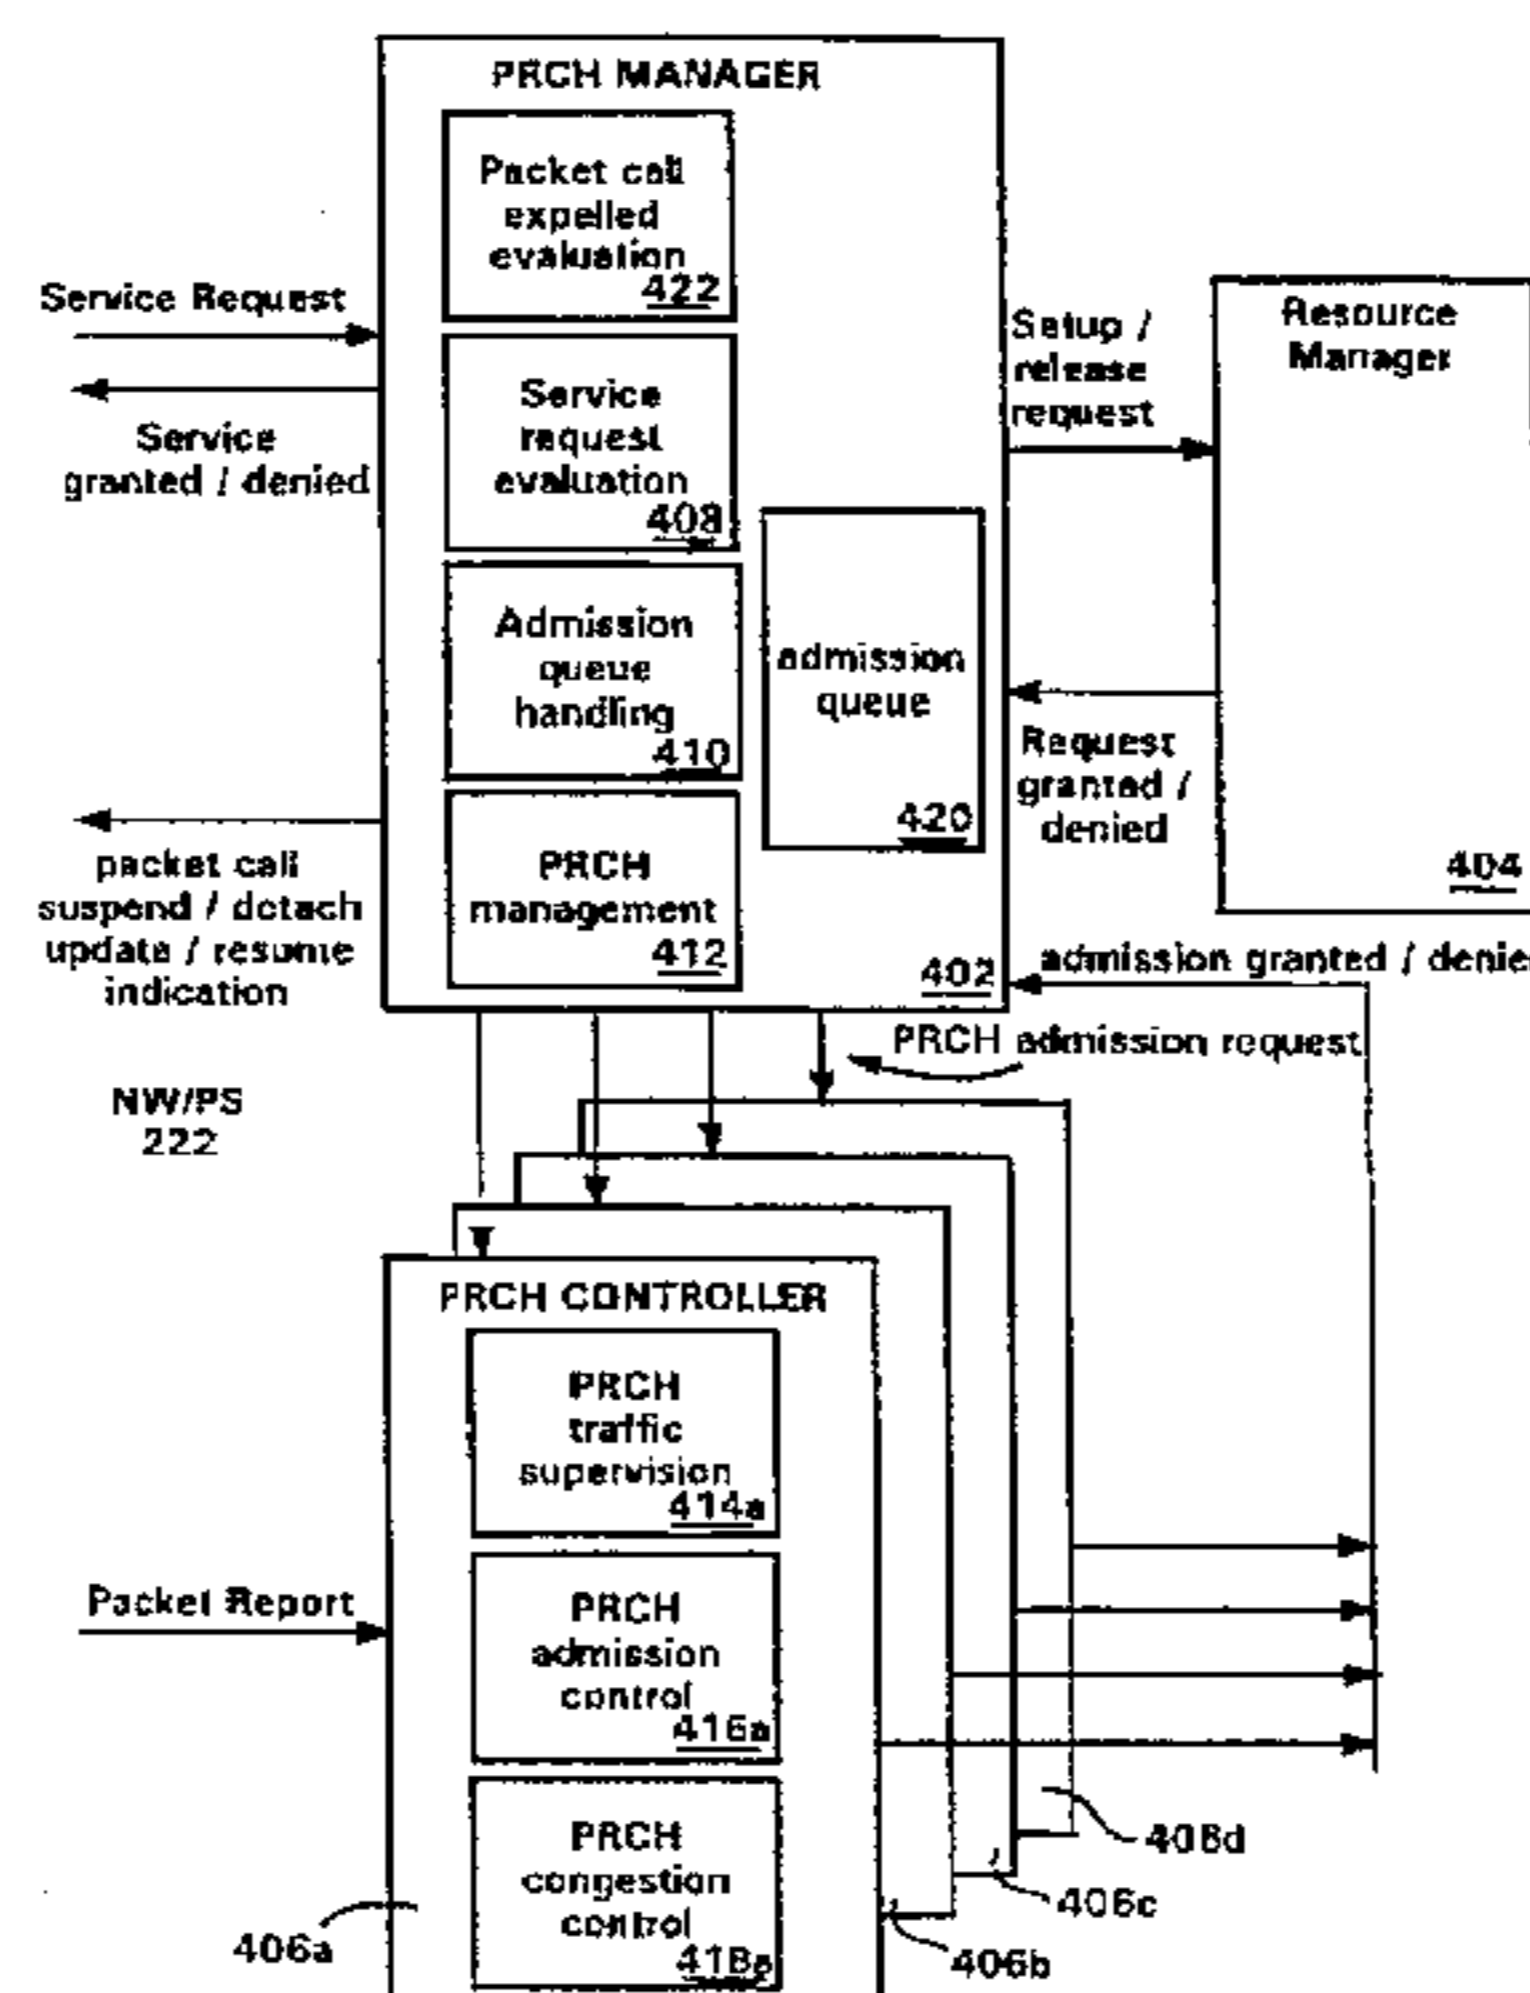 PRCH MANAGER
Packet call
expelled
evaluation
422
Service Request
Service
granted / denied
Service
request
evaluation
408
Admission
queue
handling
410
admission
queue
420
PRCH
management
412
402
Setup /
release
request
Resource
Manager
Request
granted /
denied
404
packet call
suspend / detach
update / resume
indication
admission granted / denied
PRCH admission request
NW/PS
222
PRCH CONTROLLER
PRCH
traffic
supervision
414a
Packet Report
PRCH
admission
control
416a
PRCH
congestion
control
418a
406a
406b
406c
406d